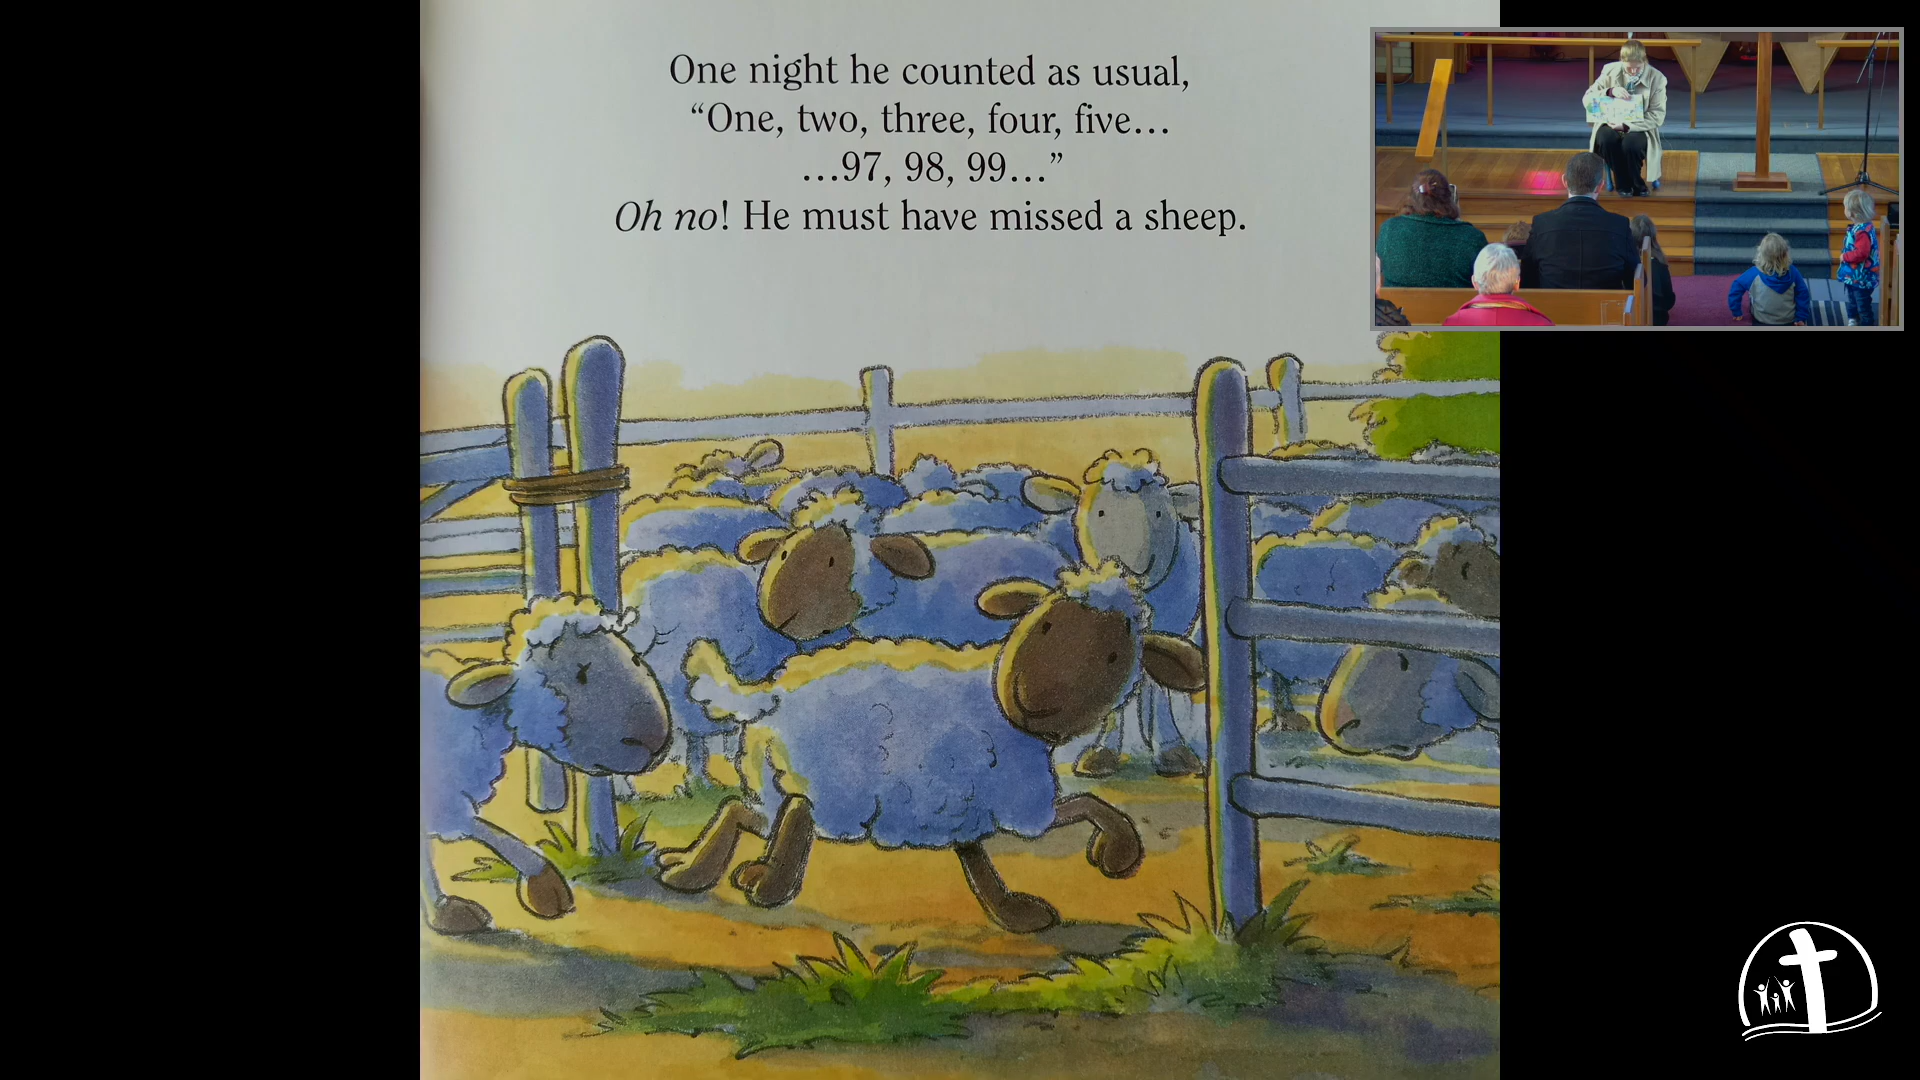 One night he counted as usual,
“One, two, three, four, five…
…97, 98, 99…”
Oh no! He must have missed a sheep.